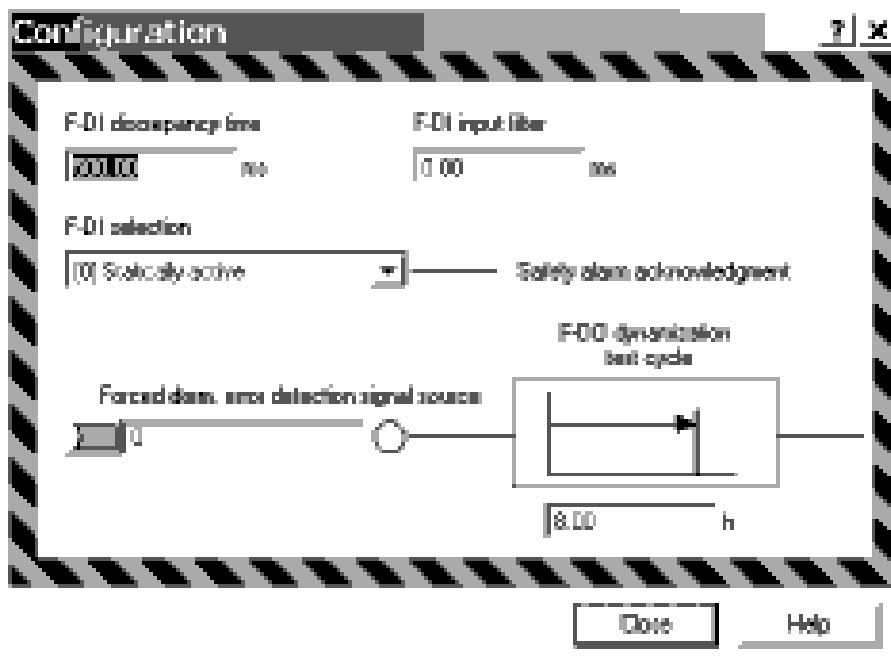 Configuration
F-DI discrepancy time
F-DI input filter
500.00 ms
0.00 ms
F-DI selection
[0] Statically active
Safety alarm acknowledgment
F-DO dynamization
test cycle
Forced dorm. error detection signal source
0
8.00 h
Close
Help